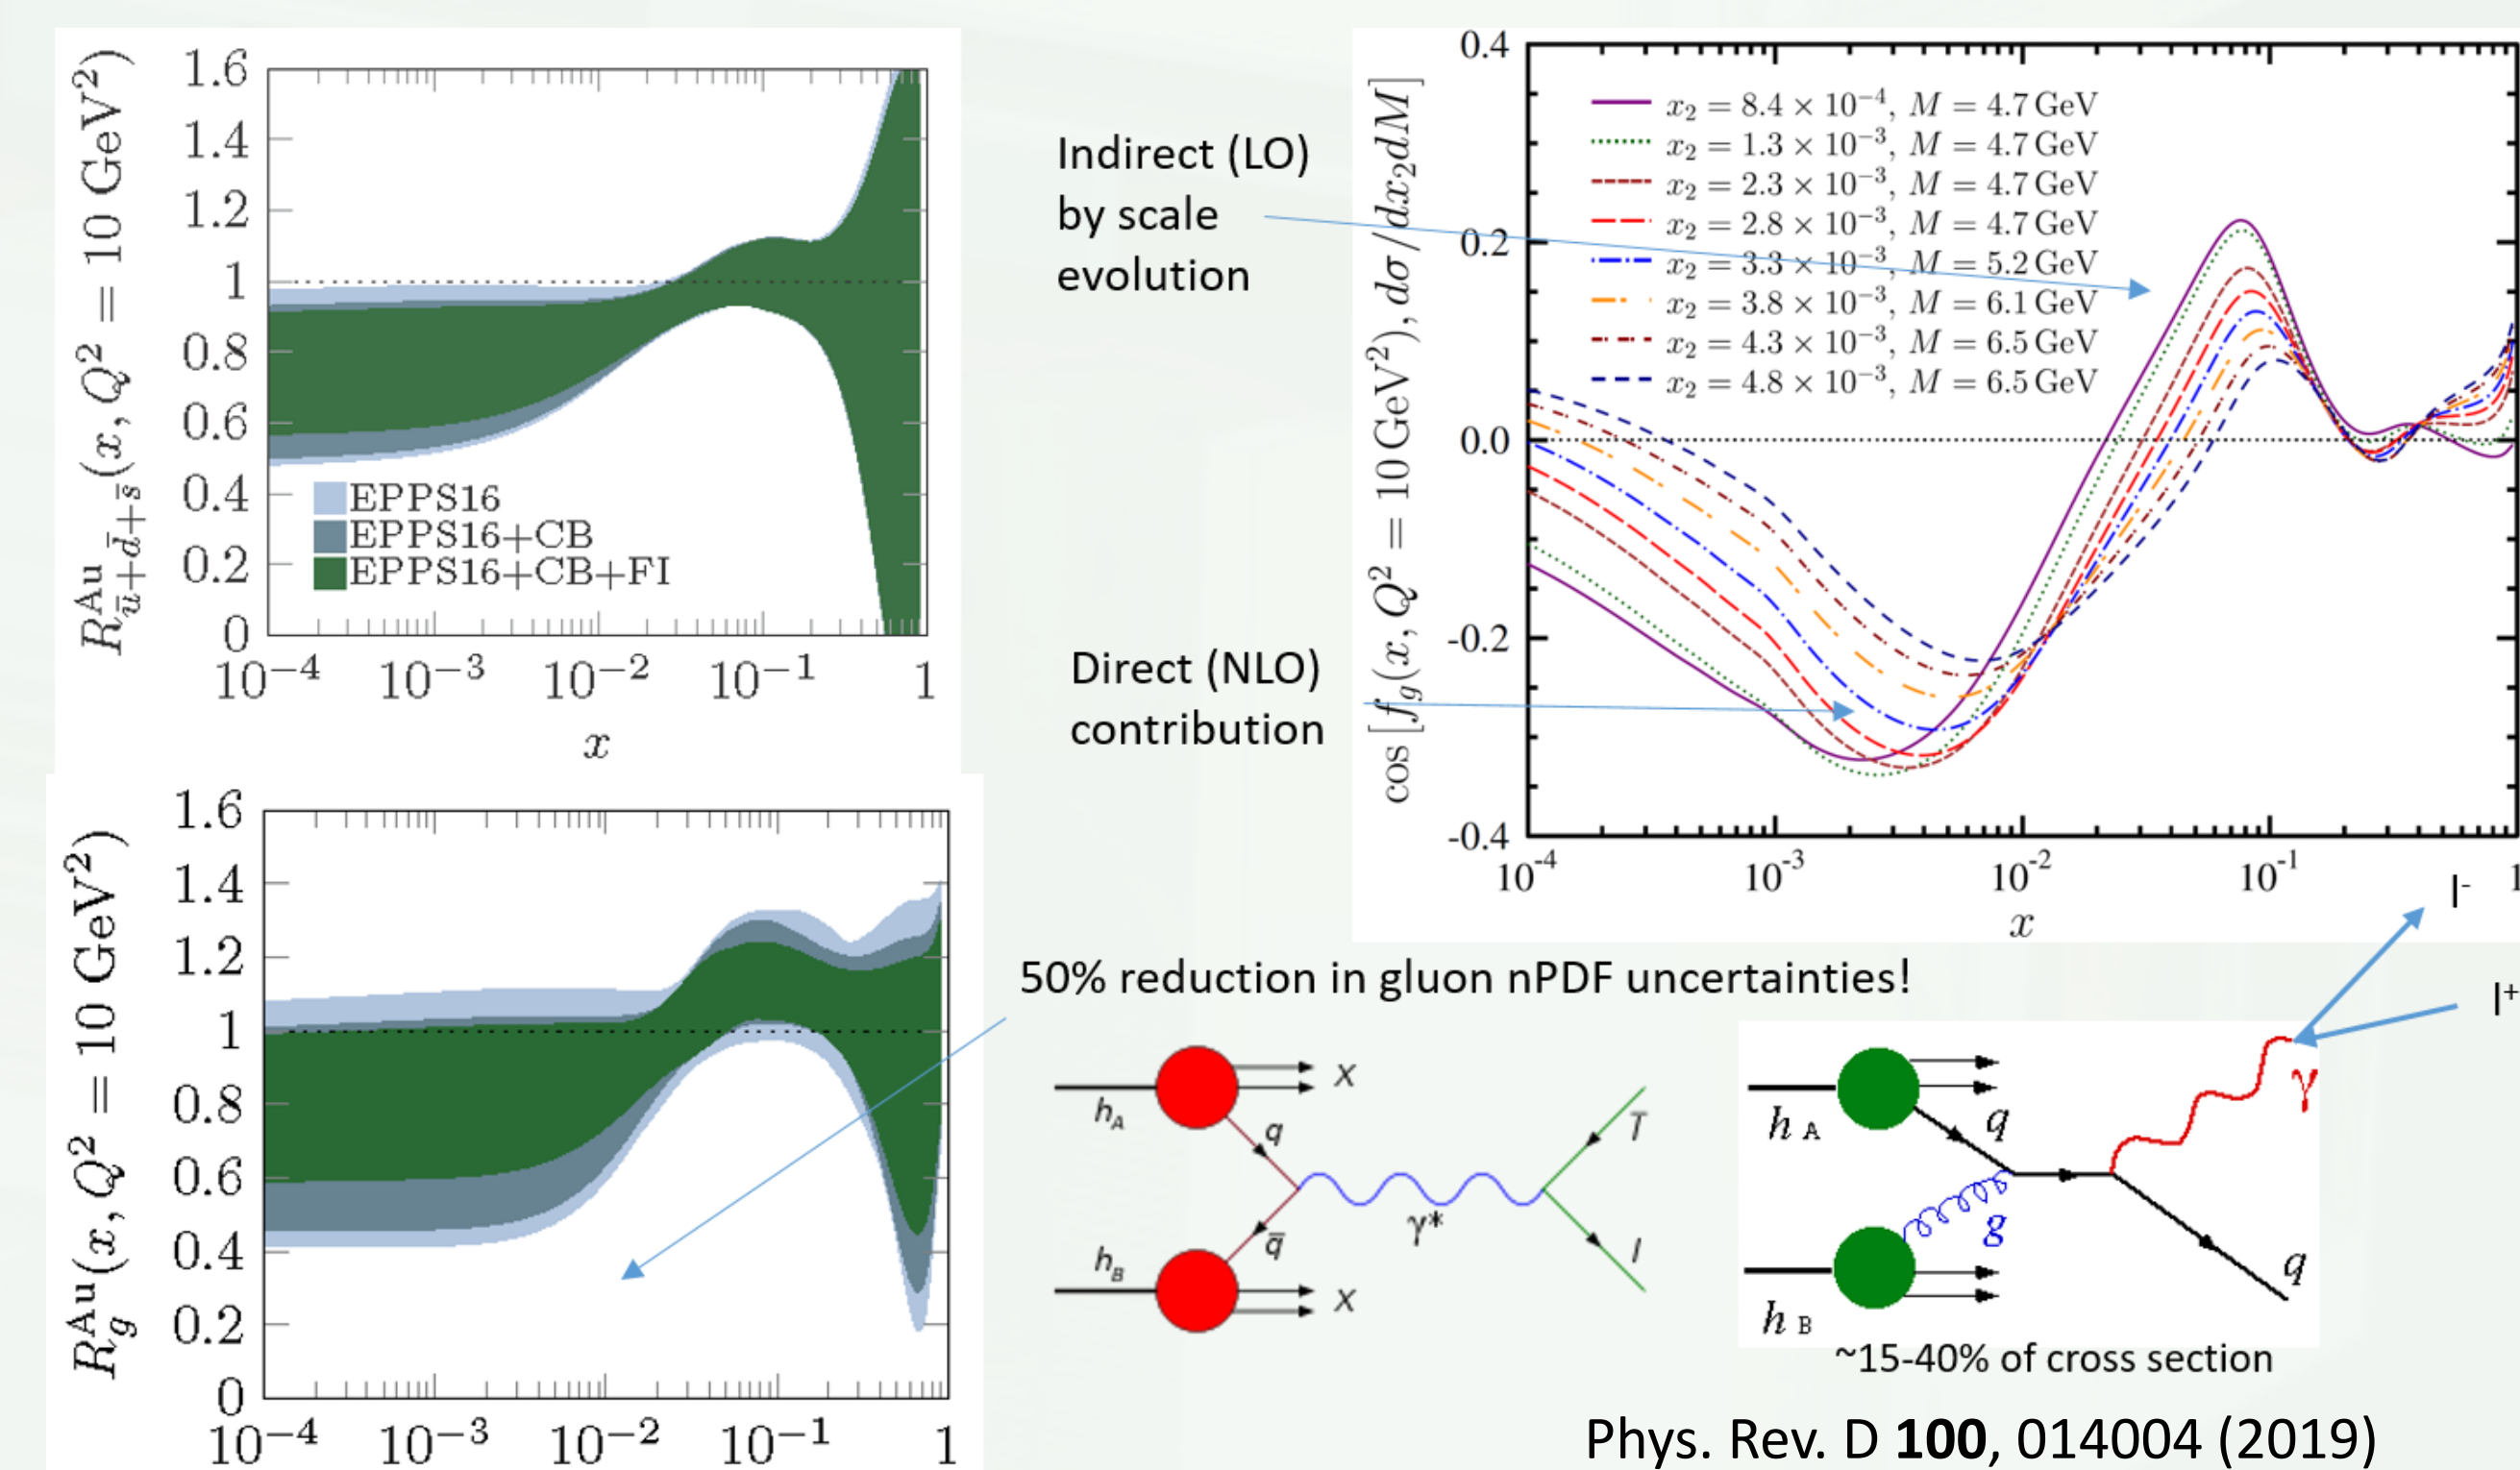 R^Au_{ū+d̄+s̄}(x, Q² = 10 GeV²)
1.6
1.4
1.2
1
0.8
0.6
0.4
0.2
0
EPPS16
EPPS16+CB
EPPS16+CB+FI
10⁻⁴ 10⁻³ 10⁻² 10⁻¹ 1
x
Indirect (LO)
by scale
evolution
Direct (NLO)
contribution
cos [f_g(x, Q² = 10 GeV²), dσ/dx₂dM]
0.4
0.2
0.0
-0.2
-0.4
x₂ = 8.4 × 10⁻⁴, M = 4.7 GeV
x₂ = 1.3 × 10⁻³, M = 4.7 GeV
x₂ = 2.3 × 10⁻³, M = 4.7 GeV
x₂ = 2.8 × 10⁻³, M = 4.7 GeV
x₂ = 3.3 × 10⁻³, M = 5.2 GeV
x₂ = 3.8 × 10⁻³, M = 6.1 GeV
x₂ = 4.3 × 10⁻³, M = 6.5 GeV
x₂ = 4.8 × 10⁻³, M = 6.5 GeV
10⁻⁴ 10⁻³ 10⁻² 10⁻¹ 1
x
R^Au_g(x, Q² = 10 GeV²)
1.6
1.4
1.2
1
0.8
0.6
0.4
0.2
0
10⁻⁴ 10⁻³ 10⁻² 10⁻¹ 1
50% reduction in gluon nPDF uncertainties!
h_A
X
q
h_B
q̄
X
γ*
l̄
l
l⁻
l⁺
h A
q
γ
g
h B
q
~15-40% of cross section
Phys. Rev. D 100, 014004 (2019)